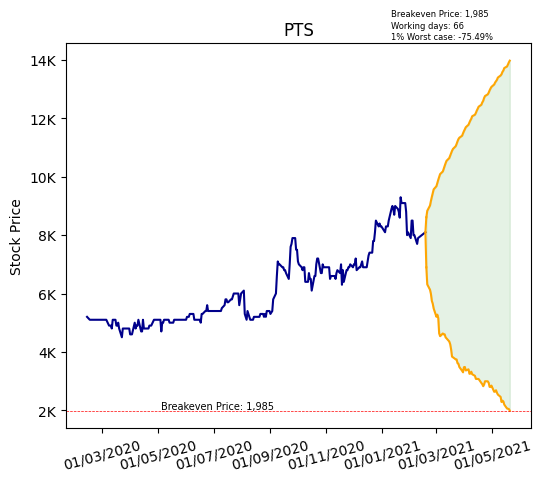 Breakeven Price: 1,985
Working days: 66
1% Worst case: -75.49%
PTS
14K
12K
10K
8K
6K
4K
2K
Stock Price
Breakeven Price: 1,985
01/03/2020
01/05/2020
01/07/2020
01/09/2020
01/11/2020
01/01/2021
01/03/2021
01/05/2021